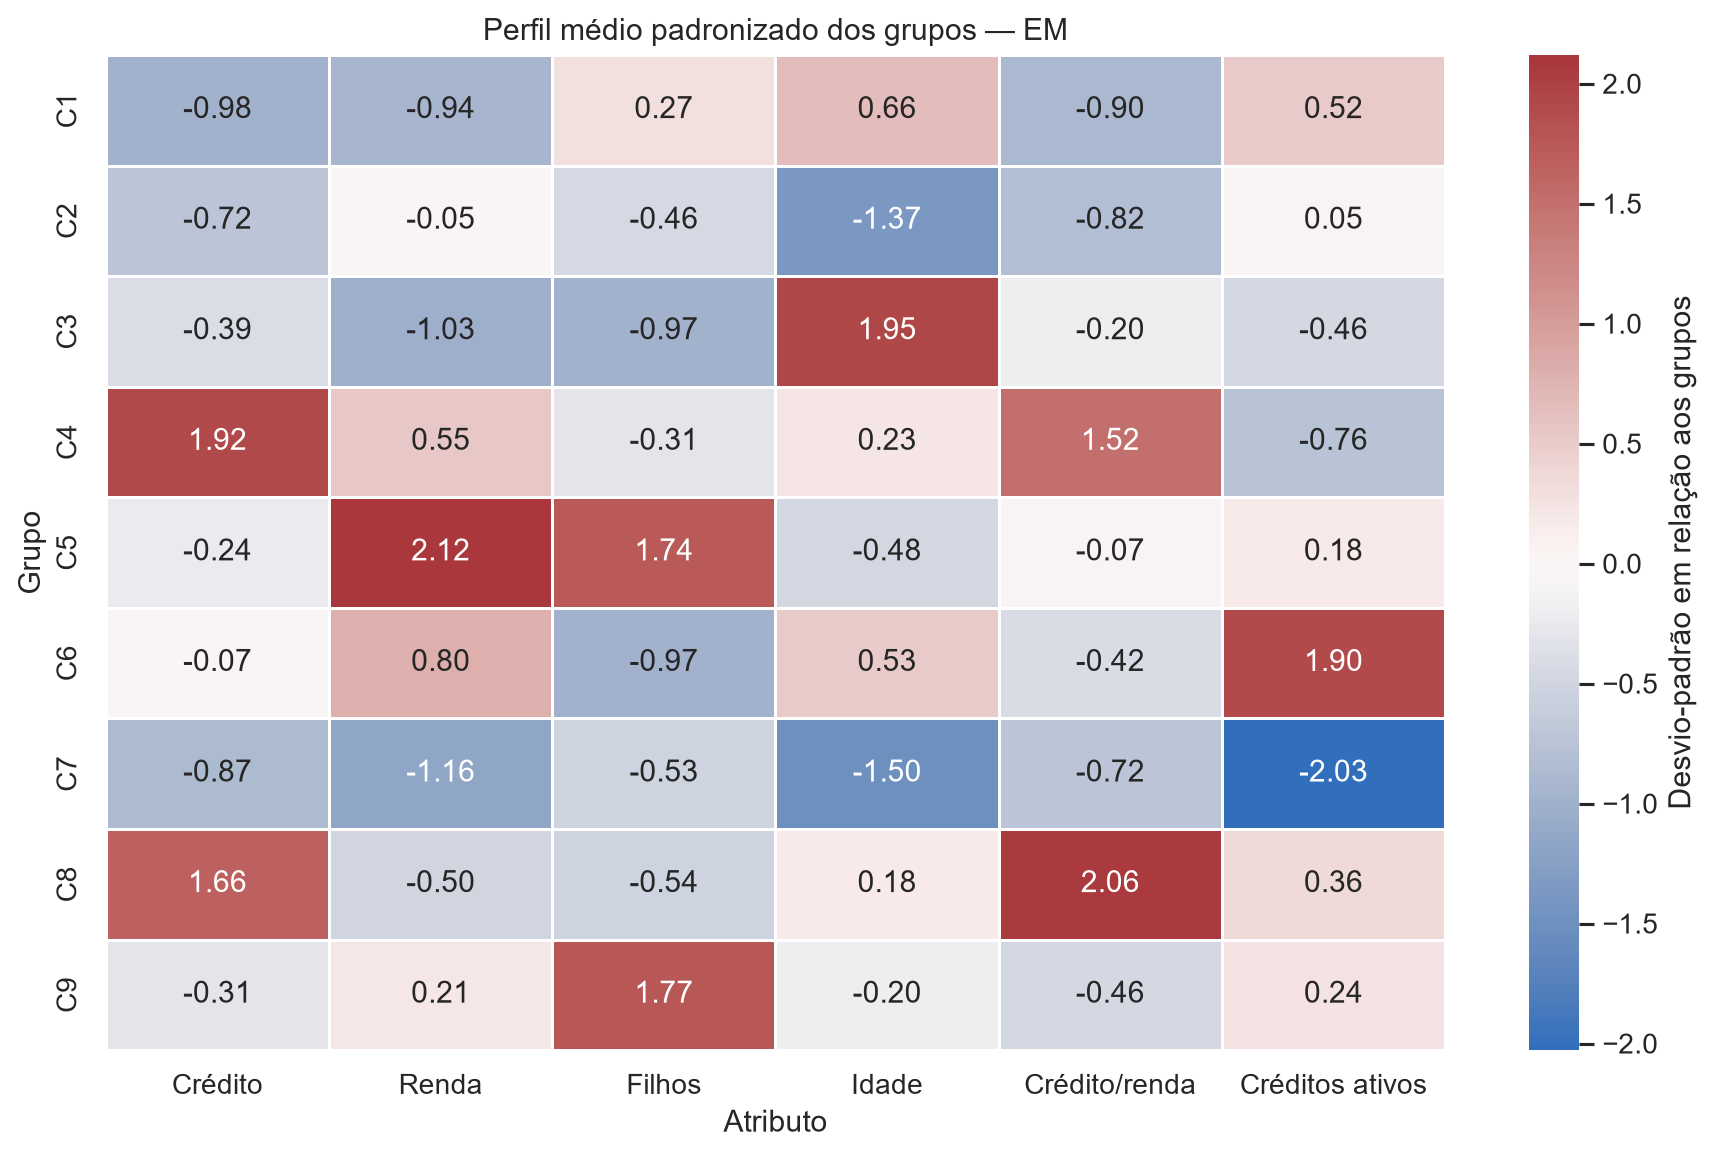 Perfil médio padronizado dos grupos — EM
C1 -0.98 -0.94 0.27 0.66 -0.90 0.52
C2 -0.72 -0.05 -0.46 -1.37 -0.82 0.05
C3 -0.39 -1.03 -0.97 1.95 -0.20 -0.46
C4 1.92 0.55 -0.31 0.23 1.52 -0.76
C5 -0.24 2.12 1.74 -0.48 -0.07 0.18
C6 -0.07 0.80 -0.97 0.53 -0.42 1.90
C7 -0.87 -1.16 -0.53 -1.50 -0.72 -2.03
C8 1.66 -0.50 -0.54 0.18 2.06 0.36
C9 -0.31 0.21 1.77 -0.20 -0.46 0.24
Grupo
Crédito Renda Filhos Idade Crédito/renda Créditos ativos
Atributo
2.0
1.5
1.0
0.5
0.0
−0.5
−1.0
−1.5
−2.0
Desvio-padrão em relação aos grupos